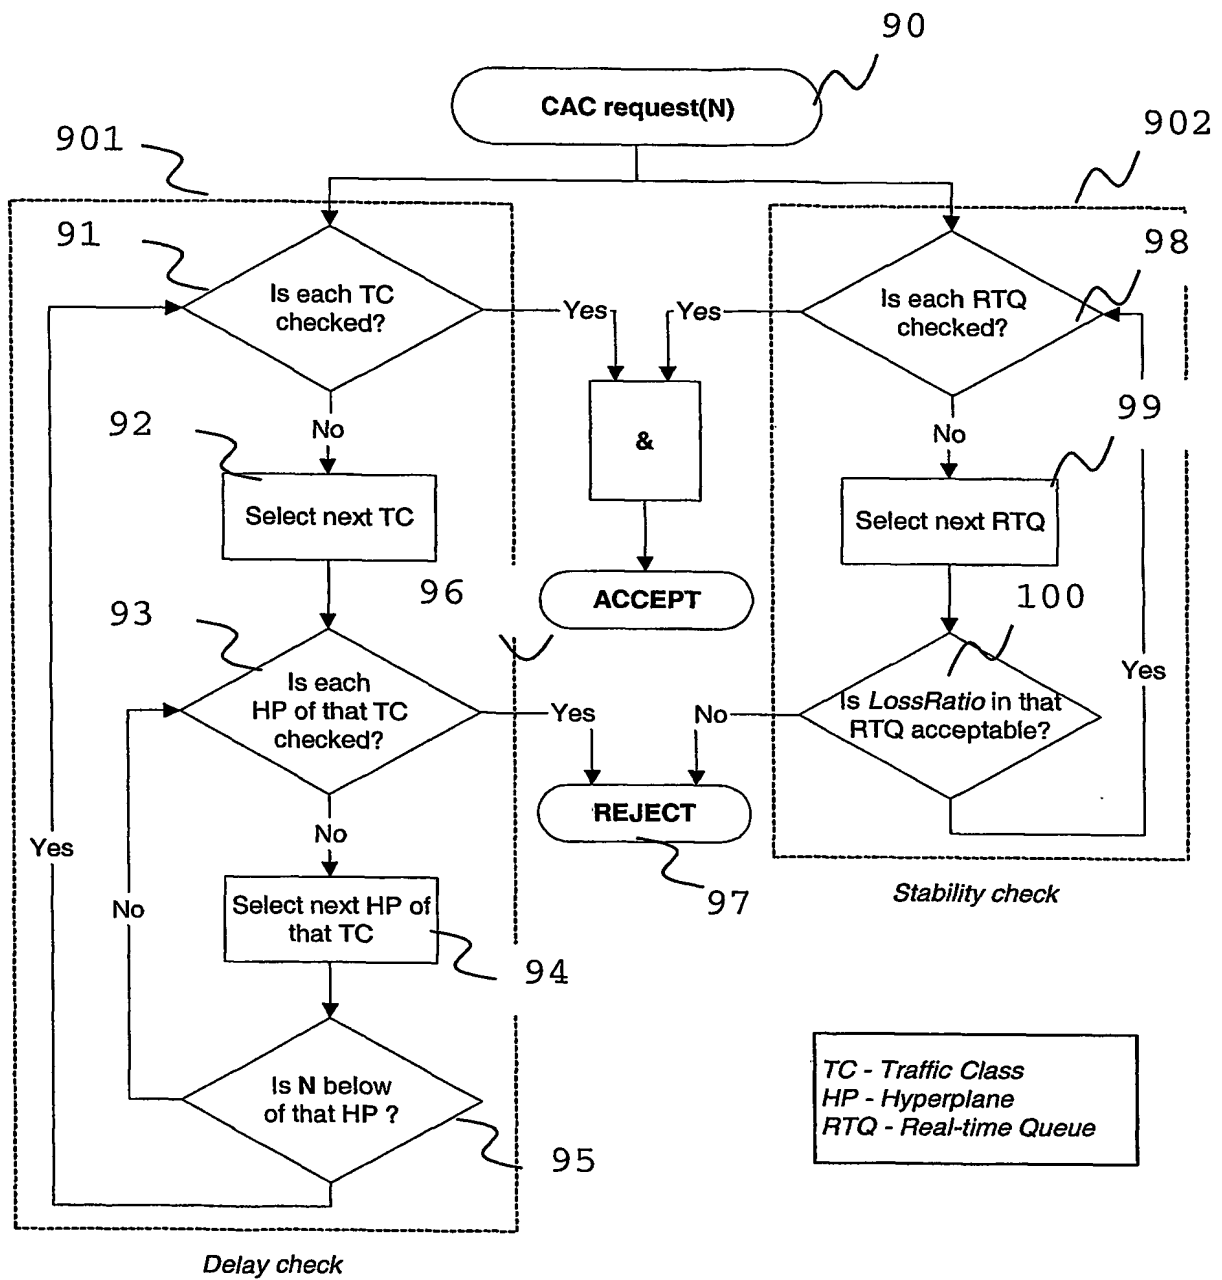 90
CAC request(N)
901
902
91
98
Is each TC
checked?
Yes
Yes
Is each RTQ
checked?
92
No
&
No
99
Select next TC
Select next RTQ
96
ACCEPT
100
93
Is each
HP of that TC
checked?
Yes
No
Is LossRatio in that
RTQ acceptable?
Yes
REJECT
No
Yes
97
Stability check
No
Select next HP of
that TC
94
Is N below
of that HP ?
95
TC - Traffic Class
HP - Hyperplane
RTQ - Real-time Queue
Delay check